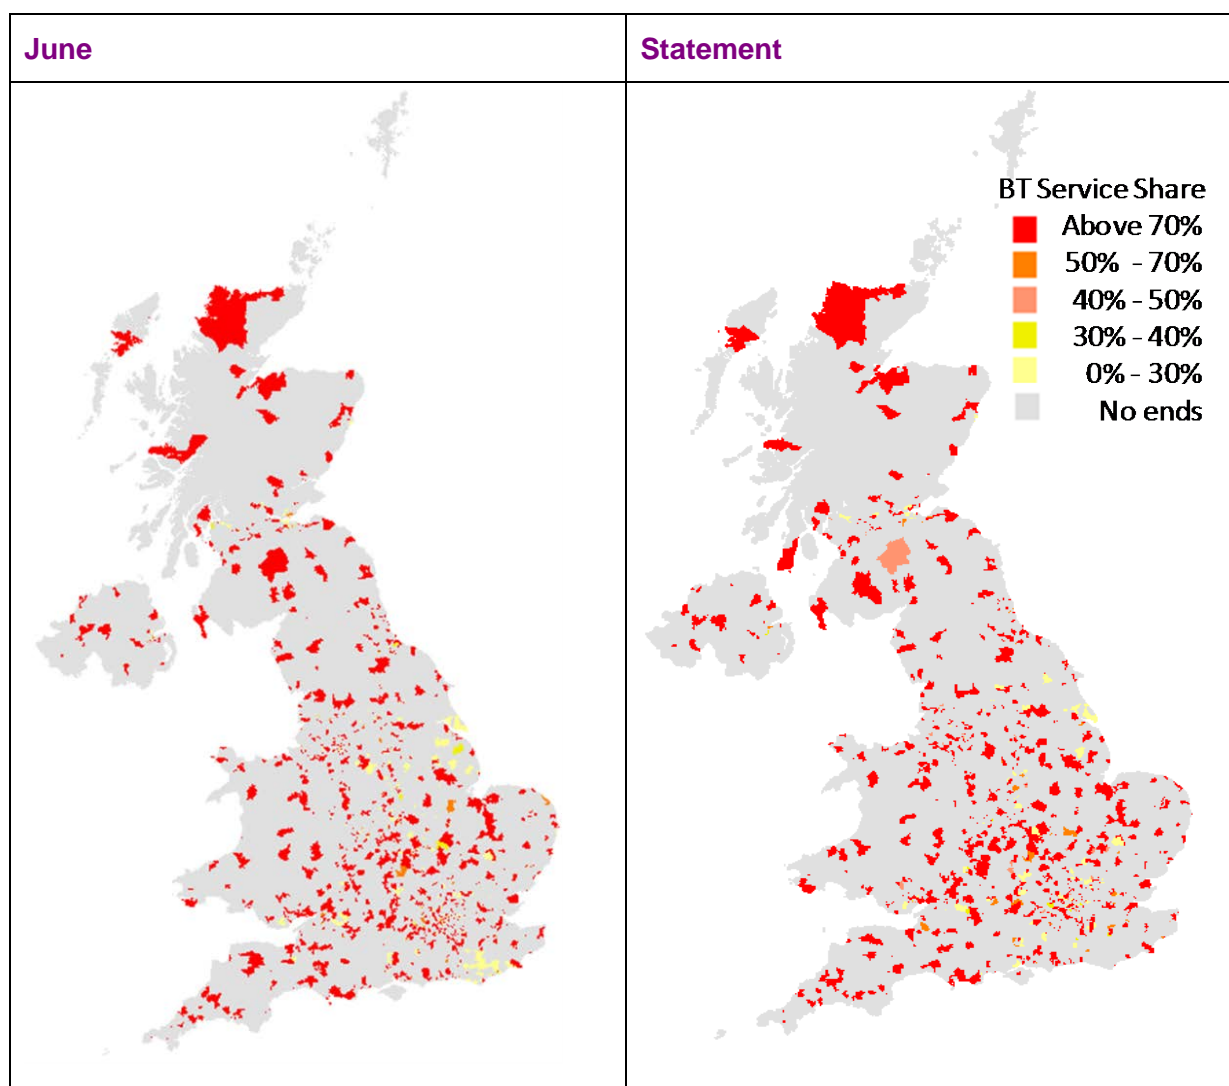 June
Statement
BT Service Share
Above 70%
50% - 70%
40% - 50%
30% - 40%
0% - 30%
No ends